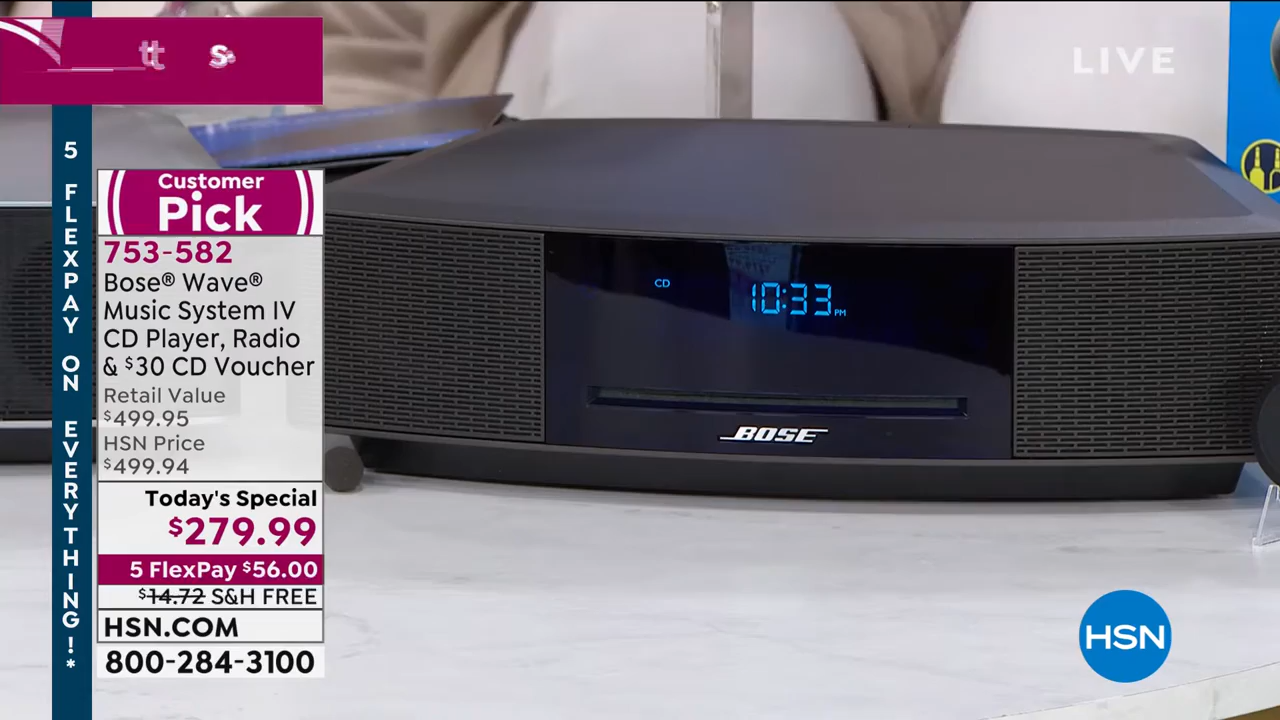 LIVE
5 FLEXPAY ON EVERYTHING!*
Customer
Pick
753-582
Bose® Wave®
Music System IV
CD Player, Radio
& $30 CD Voucher
Retail Value
$499.95
HSN Price
$499.94
Today's Special
$279.99
5 FlexPay $56.00
$14.72 S&H FREE
HSN.COM
800-284-3100
CD
10:33 PM
BOSE
HSN